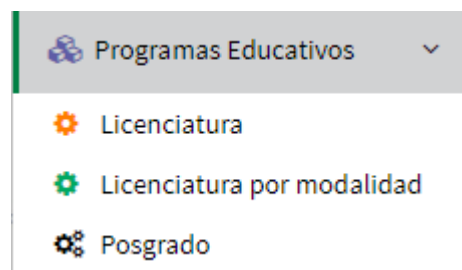 Programas Educativos
Licenciatura
Licenciatura por modalidad
Posgrado